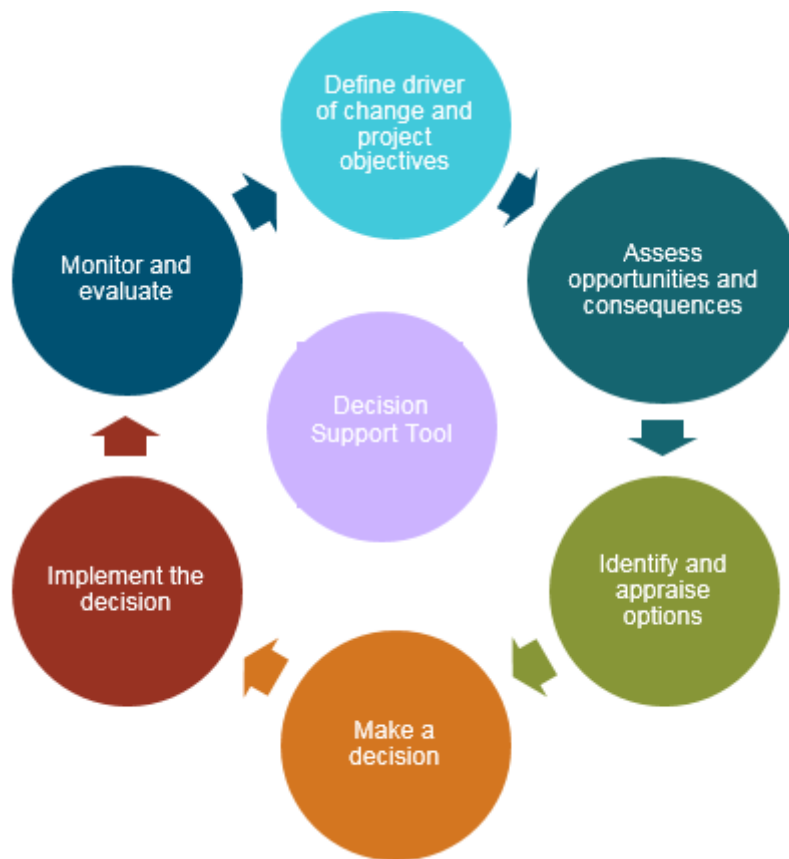 Define driver
of change and
project
objectives
Assess
opportunities and
consequences
Identify and
appraise
options
Make a
decision
Implement the
decision
Monitor and
evaluate
Decision
Support Tool